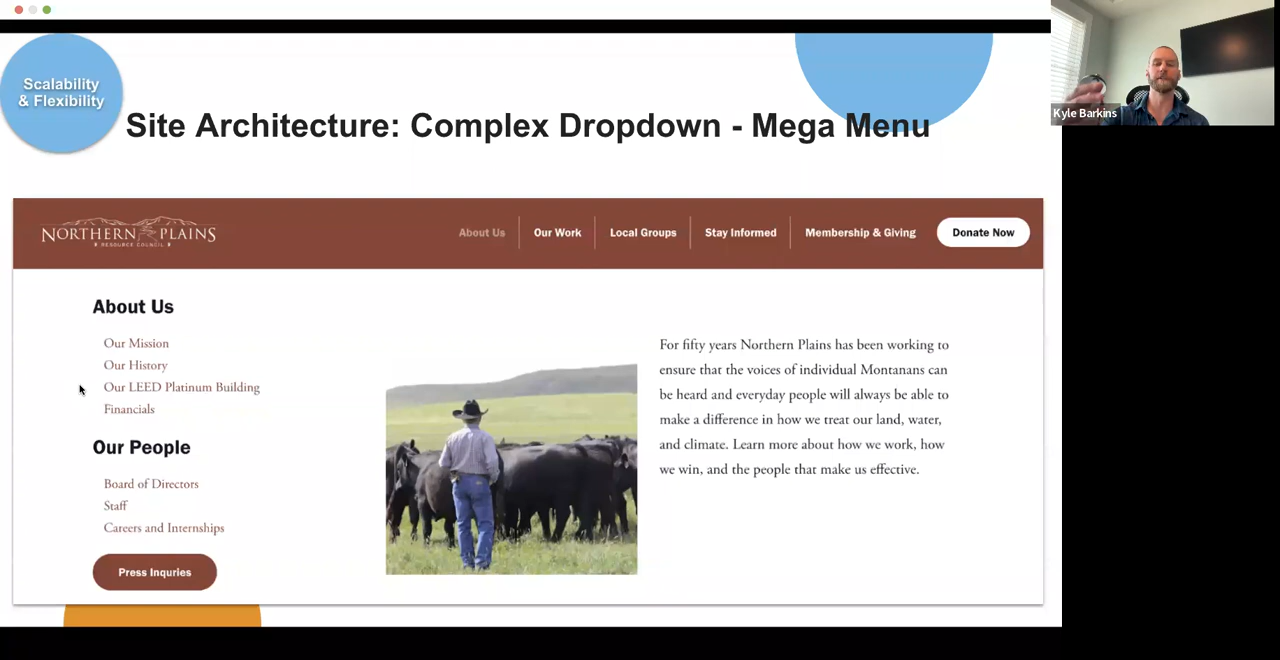 Scalability
& Flexibility
Site Architecture: Complex Dropdown - Mega Menu
Kyle Barkins
NORTHERN PLAINS
RESOURCE COUNCIL
About Us
Our Work
Local Groups
Stay Informed
Membership & Giving
Donate Now
About Us
Our Mission
Our History
Our LEED Platinum Building
Financials
Our People
Board of Directors
Staff
Careers and Internships
Press Inquries
For fifty years Northern Plains has been working to
ensure that the voices of individual Montanans can
be heard and everyday people will always be able to
make a difference in how we treat our land, water,
and climate. Learn more about how we work, how
we win, and the people that make us effective.